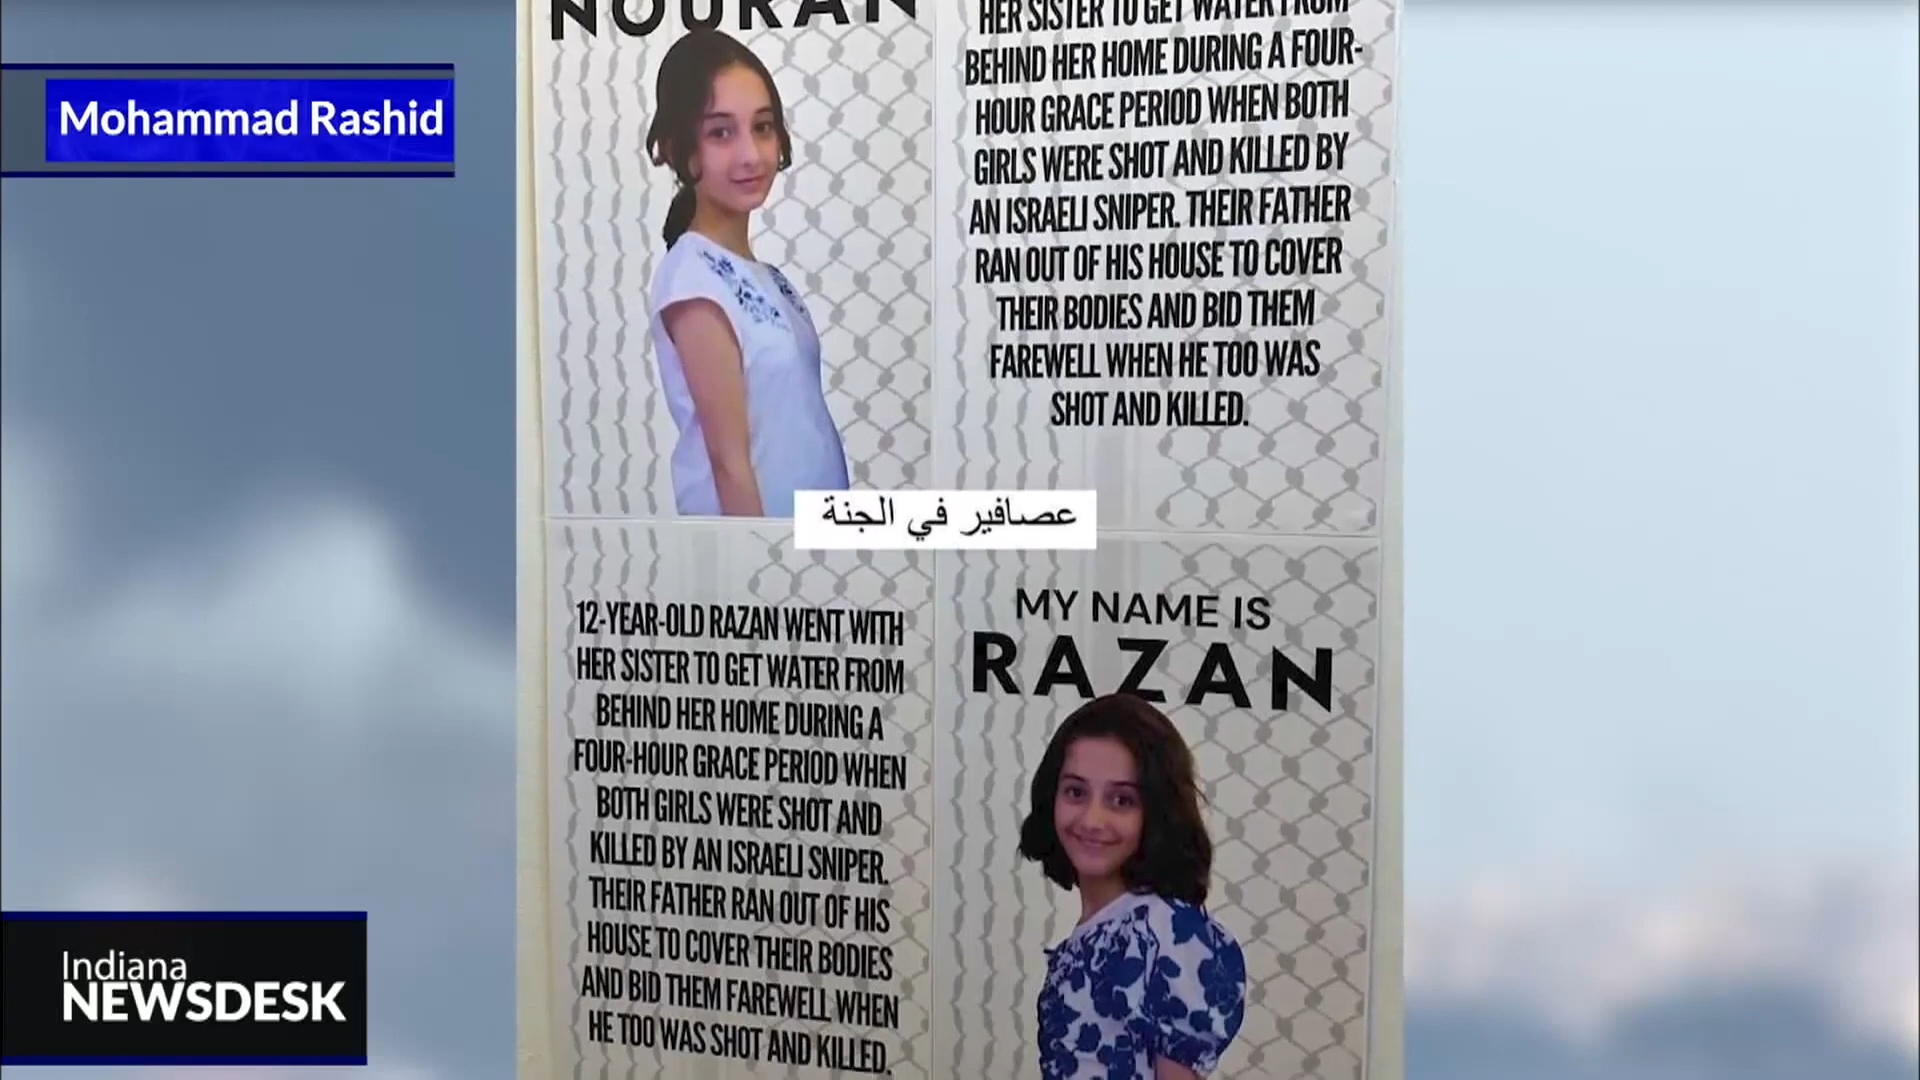 Mohammad Rashid
NOURAN
HER SISTER TO GET WATER FROM
BEHIND HER HOME DURING A FOUR-
HOUR GRACE PERIOD WHEN BOTH
GIRLS WERE SHOT AND KILLED BY
AN ISRAELI SNIPER. THEIR FATHER
RAN OUT OF HIS HOUSE TO COVER
THEIR BODIES AND BID THEM
FAREWELL WHEN HE TOO WAS
SHOT AND KILLED.
عصافير في الجنة
12-YEAR-OLD RAZAN WENT WITH
HER SISTER TO GET WATER FROM
BEHIND HER HOME DURING A
FOUR-HOUR GRACE PERIOD WHEN
BOTH GIRLS WERE SHOT AND
KILLED BY AN ISRAELI SNIPER.
THEIR FATHER RAN OUT OF HIS
HOUSE TO COVER THEIR BODIES
AND BID THEM FAREWELL WHEN
HE TOO WAS SHOT AND KILLED.
MY NAME IS
RAZAN
Indiana
NEWSDESK